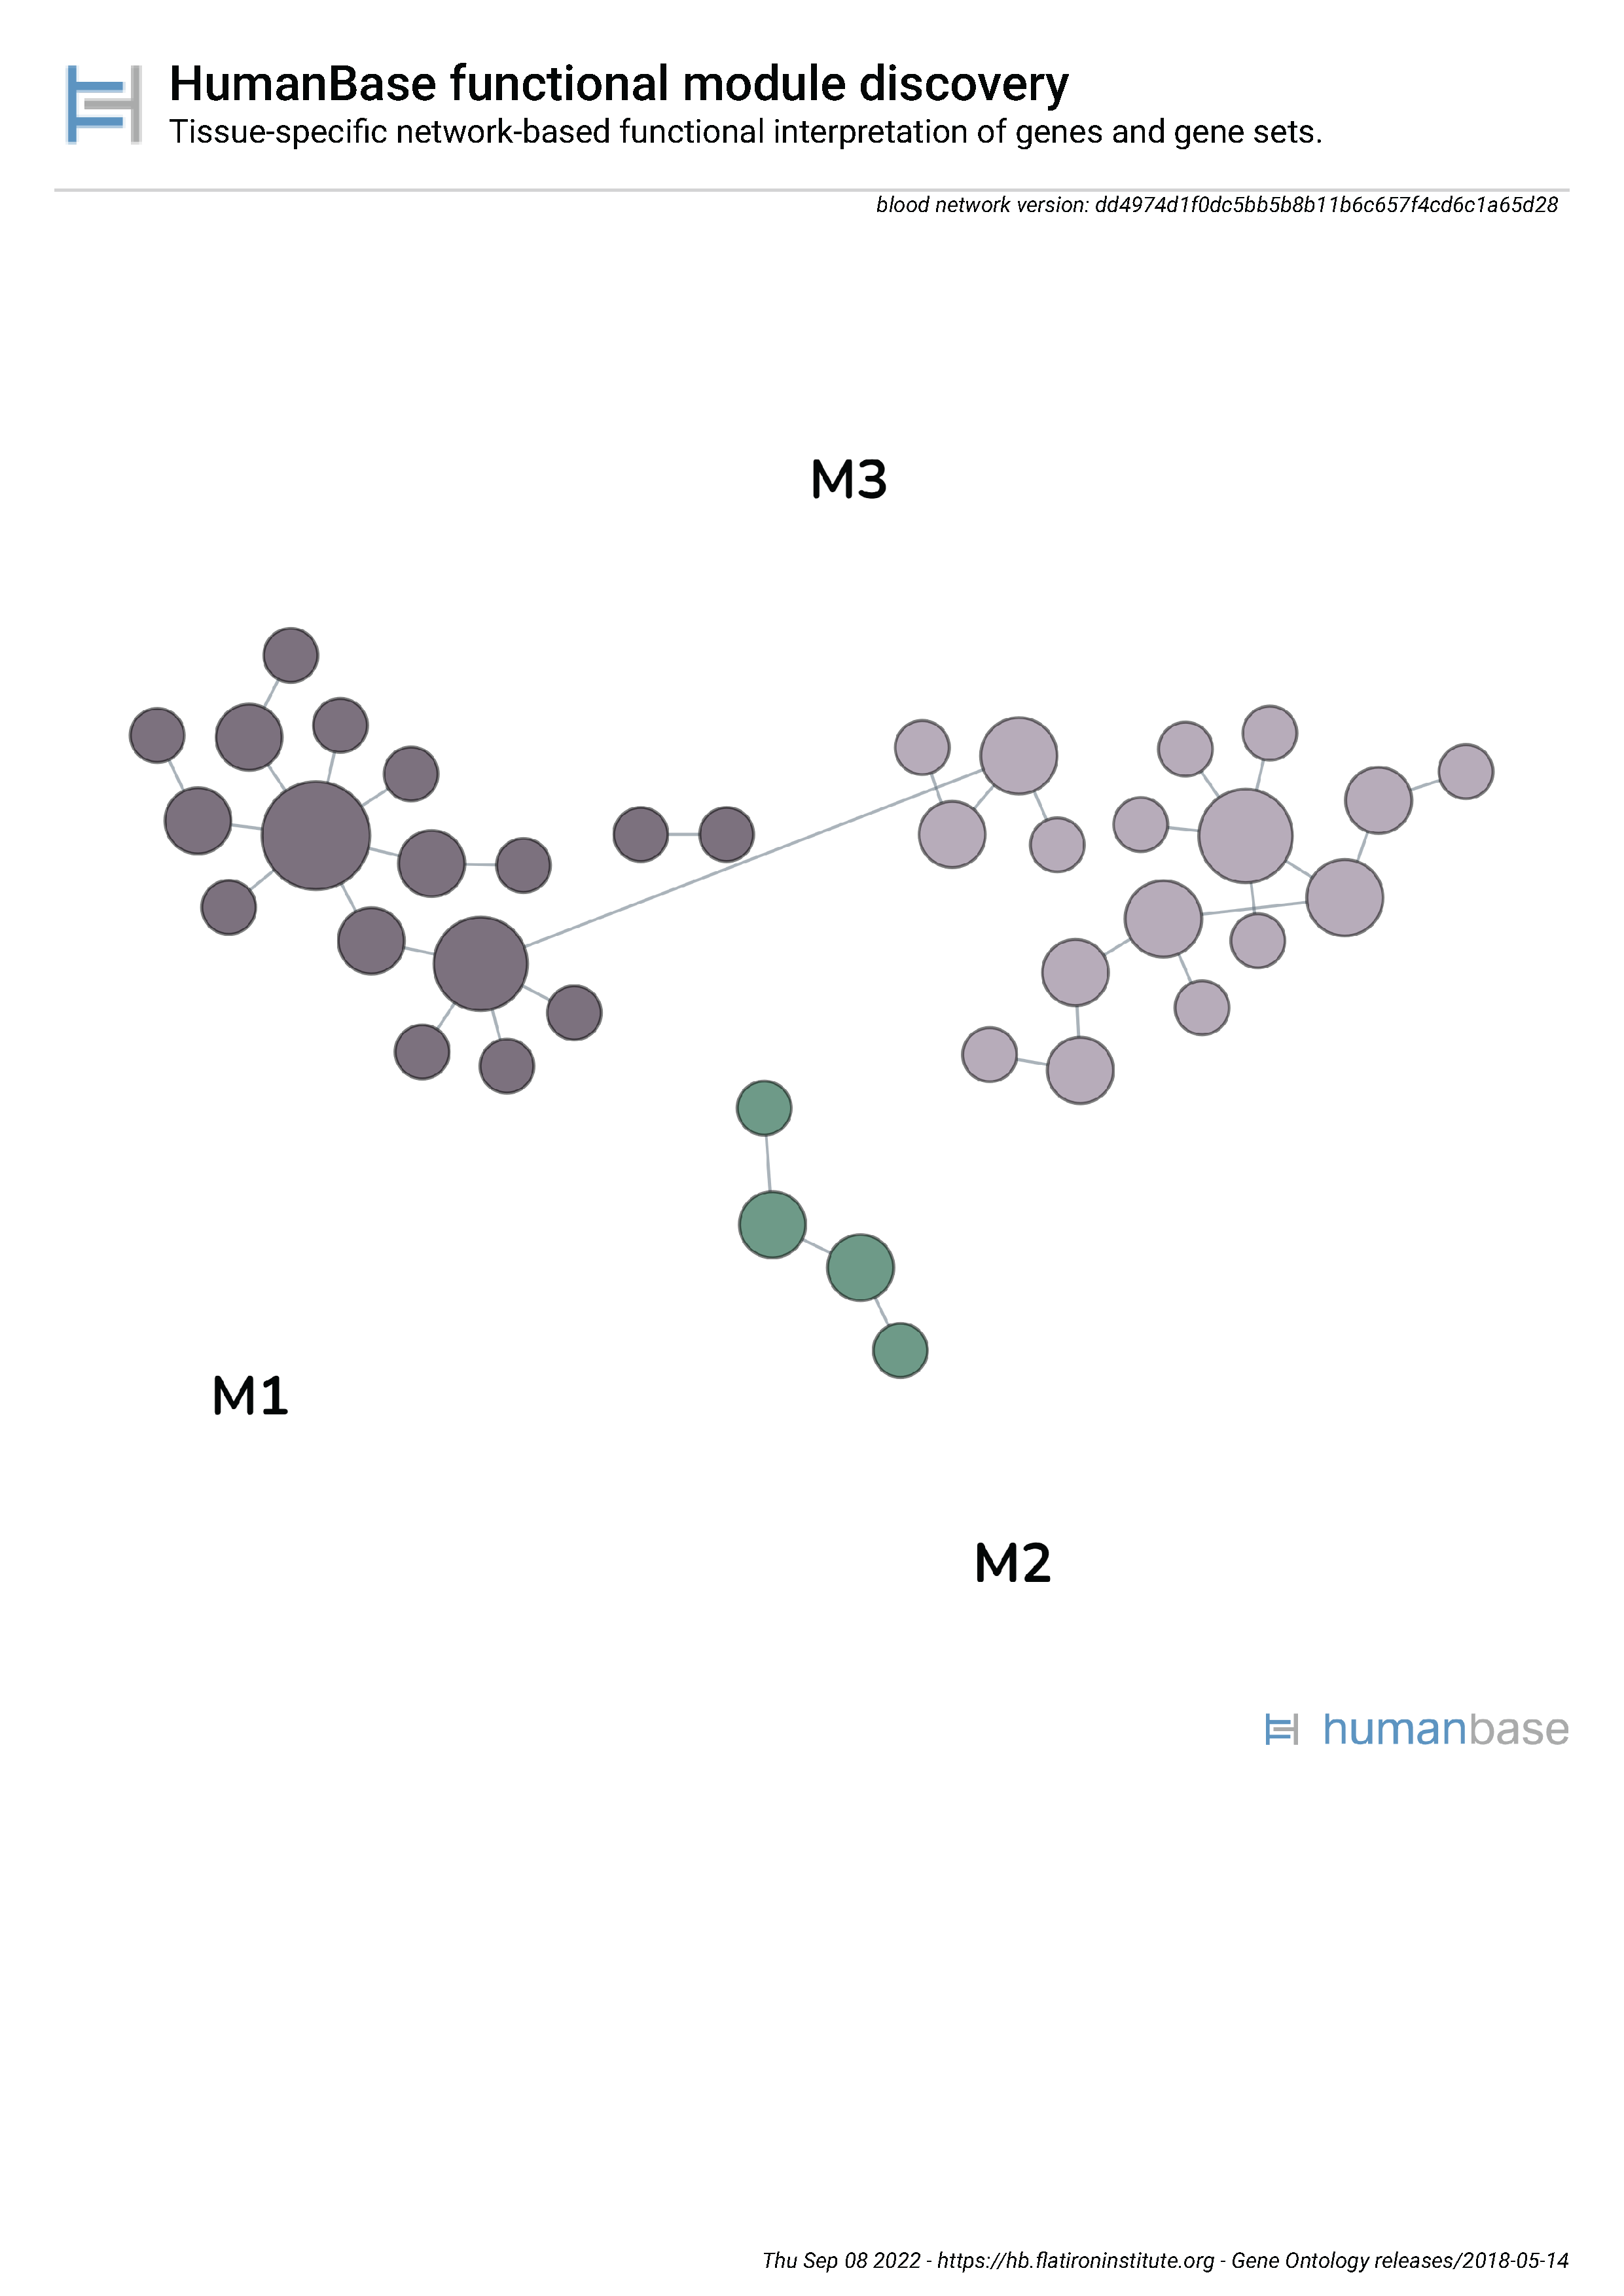 HumanBase functional module discovery
Tissue-specific network-based functional interpretation of genes and gene sets.
blood network version: dd4974d1f0dc5bb5b8b11b6c657f4cd6c1a65d28
M3
M1
M2
humanbase
Thu Sep 08 2022 - https://hb.flatironinstitute.org - Gene Ontology releases/2018-05-14